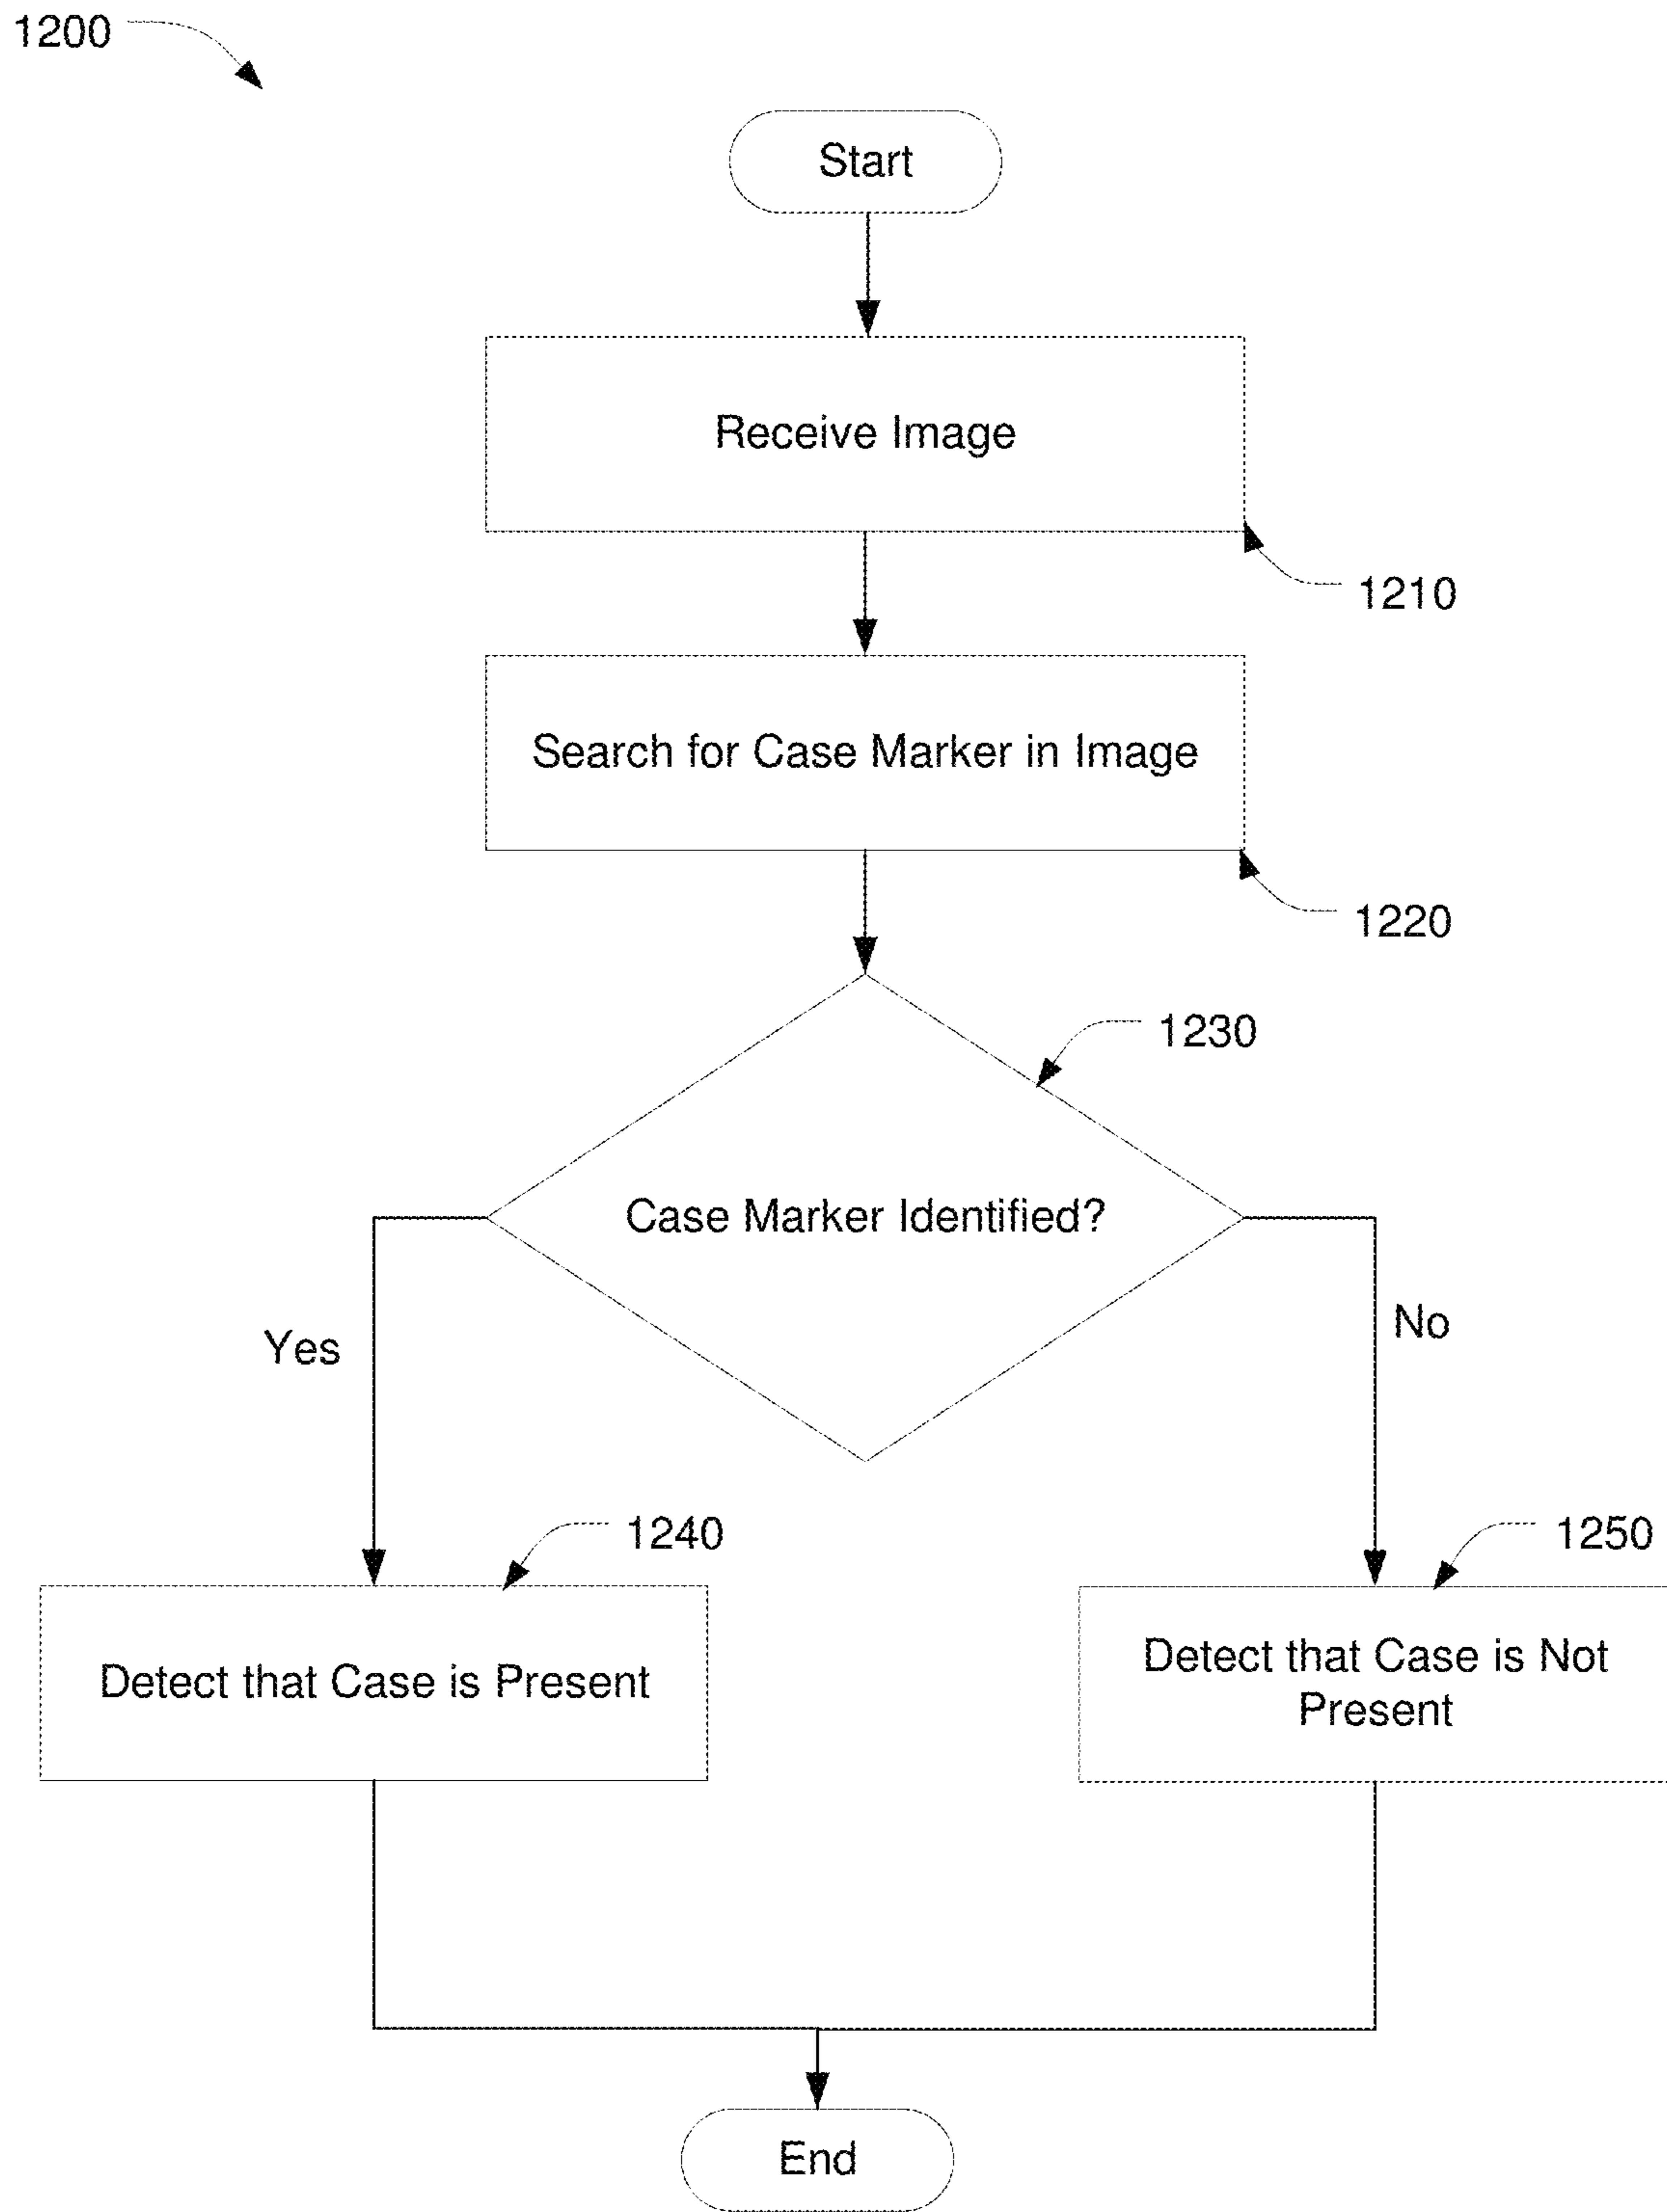 1200
Start
Receive Image
1210
Search for Case Marker in Image
1220
1230
Case Marker Identified?
Yes
No
1240
1250
Detect that Case is Present
Detect that Case is Not
Present
End